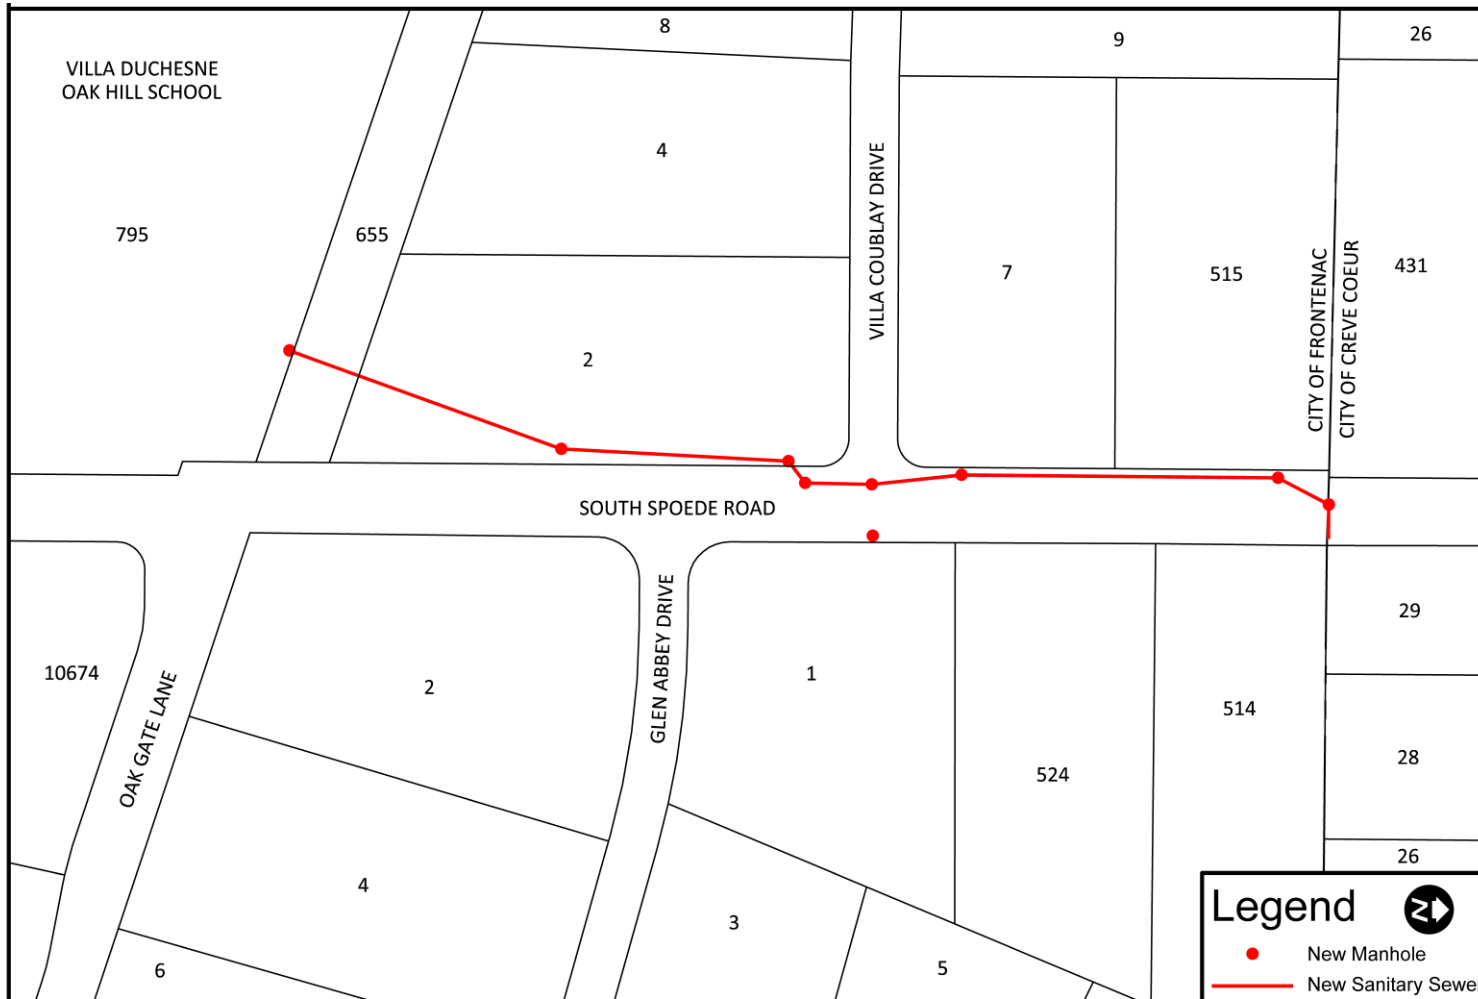 8
9
26
VILLA DUCHESNE
OAK HILL SCHOOL
4
795
655
VILLA COUBLAY DRIVE
7
515
CITY OF FRONTENAC
CITY OF CREVE COEUR
431
2
SOUTH SPOEDE ROAD
10674
OAK GATE LANE
2
GLEN ABBEY DRIVE
1
524
514
29
28
26
4
3
5
6
Legend
N
New Manhole
New Sanitary Sewe